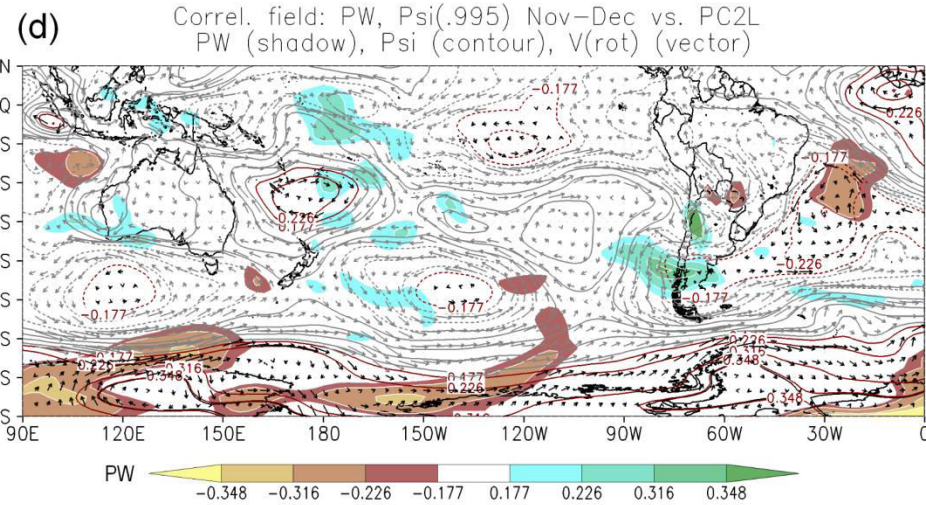 (d)
Correl. field: PW, Psi(.995) Nov-Dec vs. PC2L
PW (shadow), Psi (contour), V(rot) (vector)
N
Q
S
S
S
S
S
S
S
S
-0.177
0.226
-0.177
0.226
0.177
-0.226
-0.177
-0.177
-0.177
0.177
0.226
0.316
0.348
0.177
0.226
0.226
0.348
0.348
90E 120E 150E 180 150W 120W 90W 60W 30W 0
PW
-0.348 -0.316 -0.226 -0.177 0.177 0.226 0.316 0.348